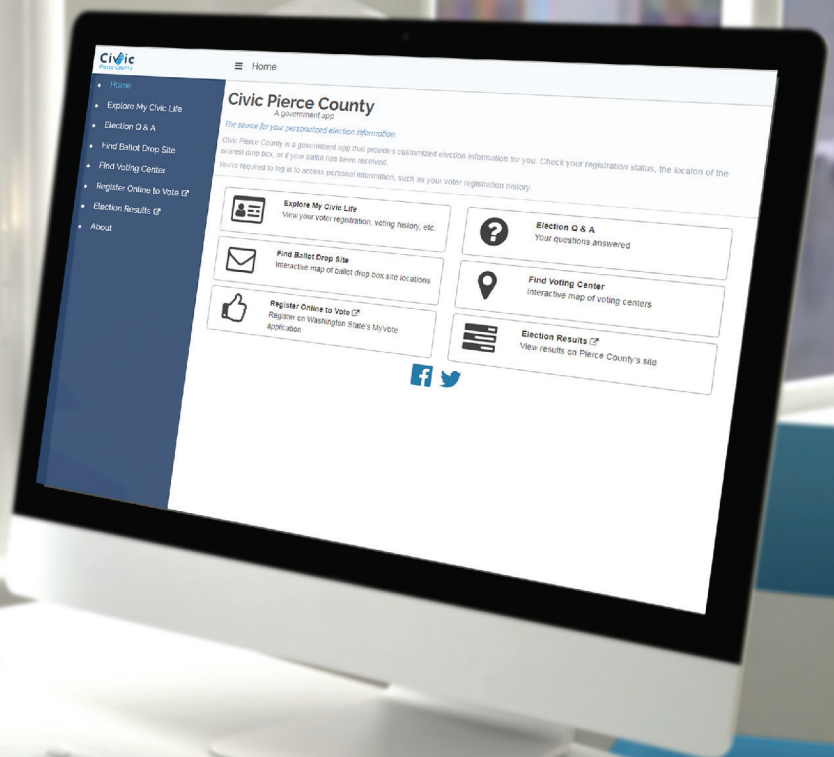 Civic
Pierce County
Home
Home
Explore My Civic Life
Election Q & A
Find Ballot Drop Site
Find Voting Center
Register Online to Vote
Election Results
About
Civic Pierce County
A government app
The source for your personalized election information
Civic Pierce County is a government app that provides customized election information for you. Check your registration status, the locaion of the
nearest drop box, or if your ballot has been received.
You're required to log in to access personal information, such as your voter registration history
Explore My Civic Life
View your voter registration, voting history, etc.
Election Q & A
Your questions answered
Find Ballot Drop Site
Interactive map of ballot drop box site locations
Find Voting Center
Interactive map of voting centers
Register Online to Vote
Register on Washington State's MyVote
application
Election Results
View results on Pierce County's site